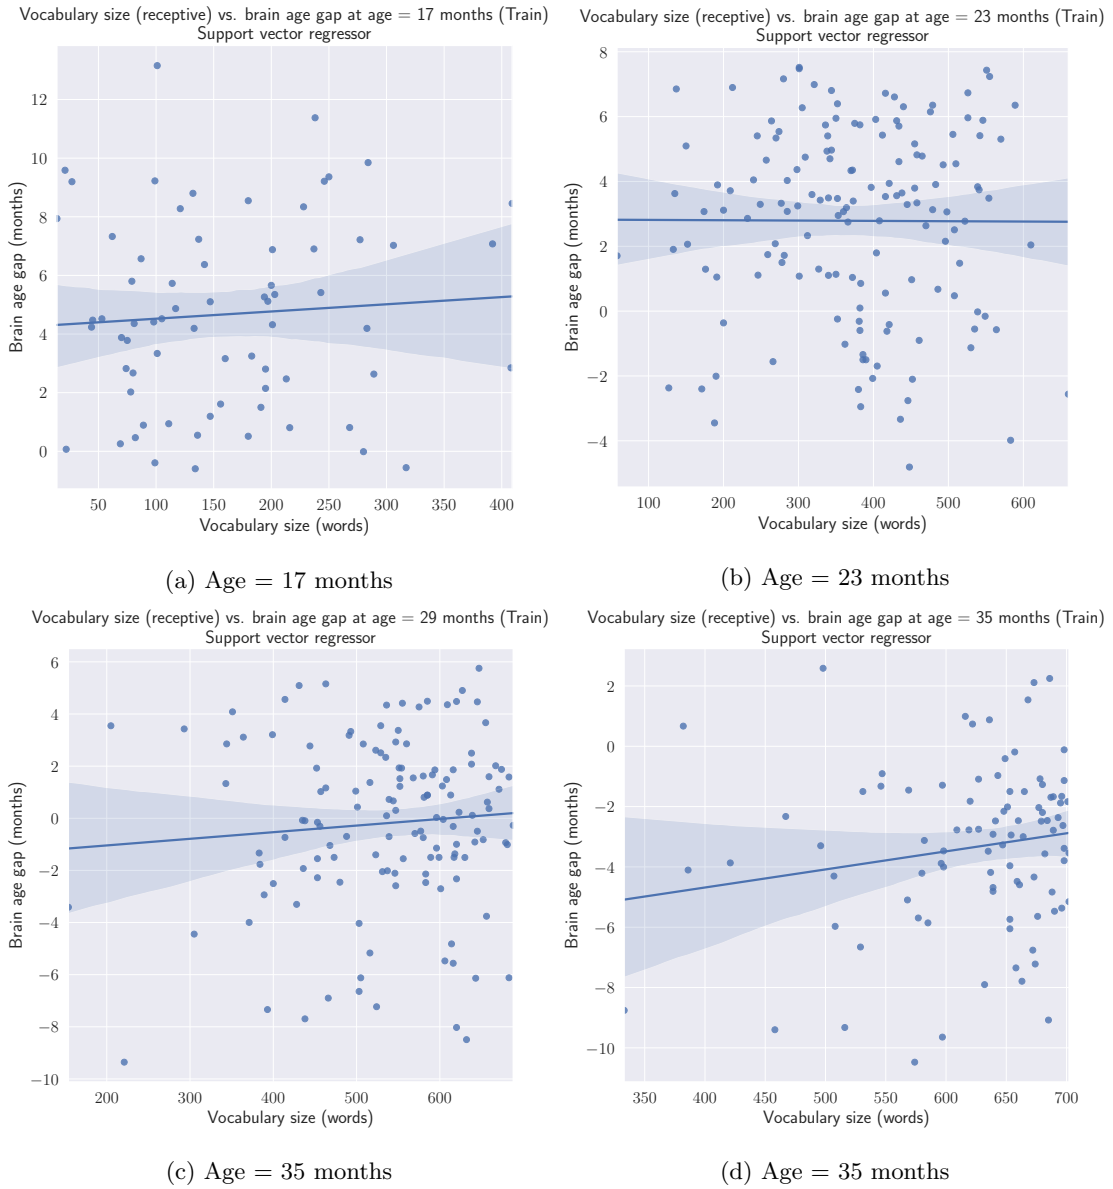 Vocabulary size (receptive) vs. brain age gap at age = 17 months (Train)
Support vector regressor
Brain age gap (months)
12
10
8
6
4
2
0
50
100
150
200
250
300
350
400
Vocabulary size (words)
(a) Age = 17 months
Vocabulary size (receptive) vs. brain age gap at age = 23 months (Train)
Support vector regressor
Brain age gap (months)
8
6
4
2
0
−2
−4
100
200
300
400
500
600
Vocabulary size (words)
(b) Age = 23 months
Vocabulary size (receptive) vs. brain age gap at age = 29 months (Train)
Support vector regressor
Brain age gap (months)
6
4
2
0
−2
−4
−6
−8
−10
200
300
400
500
600
Vocabulary size (words)
(c) Age = 35 months
Vocabulary size (receptive) vs. brain age gap at age = 35 months (Train)
Support vector regressor
Brain age gap (months)
2
0
−2
−4
−6
−8
−10
350
400
450
500
550
600
650
700
Vocabulary size (words)
(d) Age = 35 months